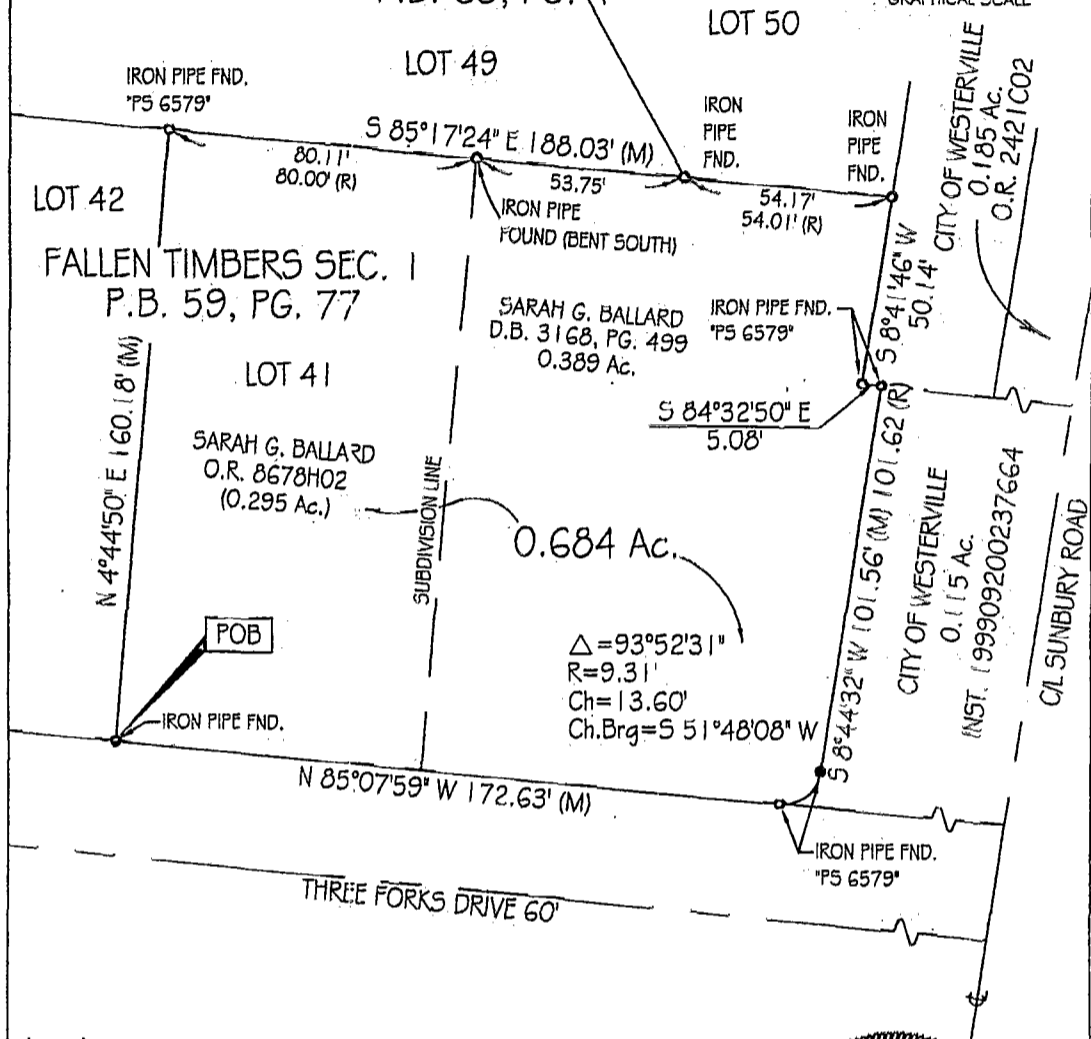 LOT 50
LOT 49
IRON PIPE FND.
"PS 6579"
IRON
PIPE
FND.
IRON
PIPE
FND.
CITY OF WESTERVILLE
0.185 Ac.
O.R. 2421C02
S 85°17'24" E 188.03' (M)
80.11'
80.00' (R)
53.75'
54.17'
54.01' (R)
LOT 42
IRON PIPE
FOUND (BENT SOUTH)
FALLEN TIMBERS SEC. 1
P.B. 59, PG. 77
S 8°41'46" W
50.14'
SARAH G. BALLARD
D.B. 3168, PG. 499
0.389 Ac.
IRON PIPE FND.
"PS 6579"
LOT 41
S 84°32'50" E
5.08'
N 4°44'50" E 160.18' (M)
SARAH G. BALLARD
O.R. 8678H02
(0.295 Ac.)
SUBDIVISION LINE
0.684 Ac.
S 8°44'32" W 101.56' (M) 101.62 (R)
CITY OF WESTERVILLE
0.115 Ac.
INST. 199909200237664
C/L SUNBURY ROAD
POB
Δ=93°52'31"
R=9.31'
Ch=13.60'
Ch.Brg=S 51°48'08" W
IRON PIPE FND.
N 85°07'59" W 172.63' (M)
IRON PIPE FND.
"PS 6579"
THREE FORKS DRIVE 60'